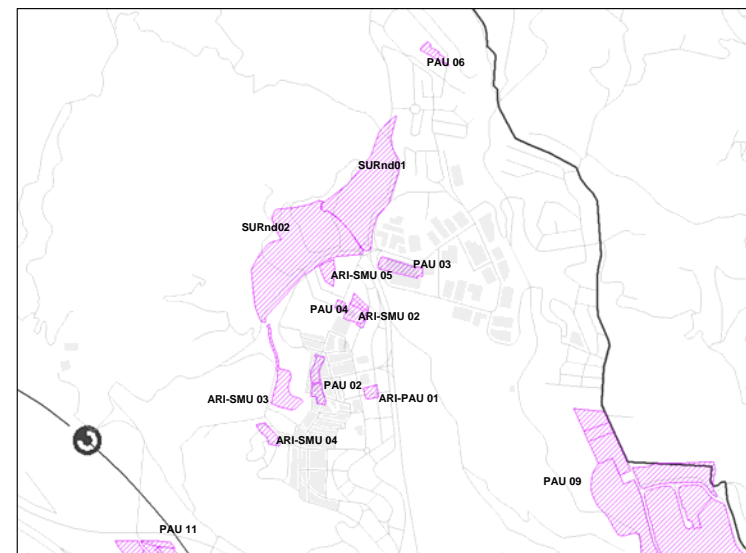 PAU 06
SURnd01
SURnd02
PAU 03
ARI-SMU 05
PAU 04
ARI-SMU 02
PAU 02
ARI-SMU 03
ARI-PAU 01
ARI-SMU 04
PAU 09
PAU 11